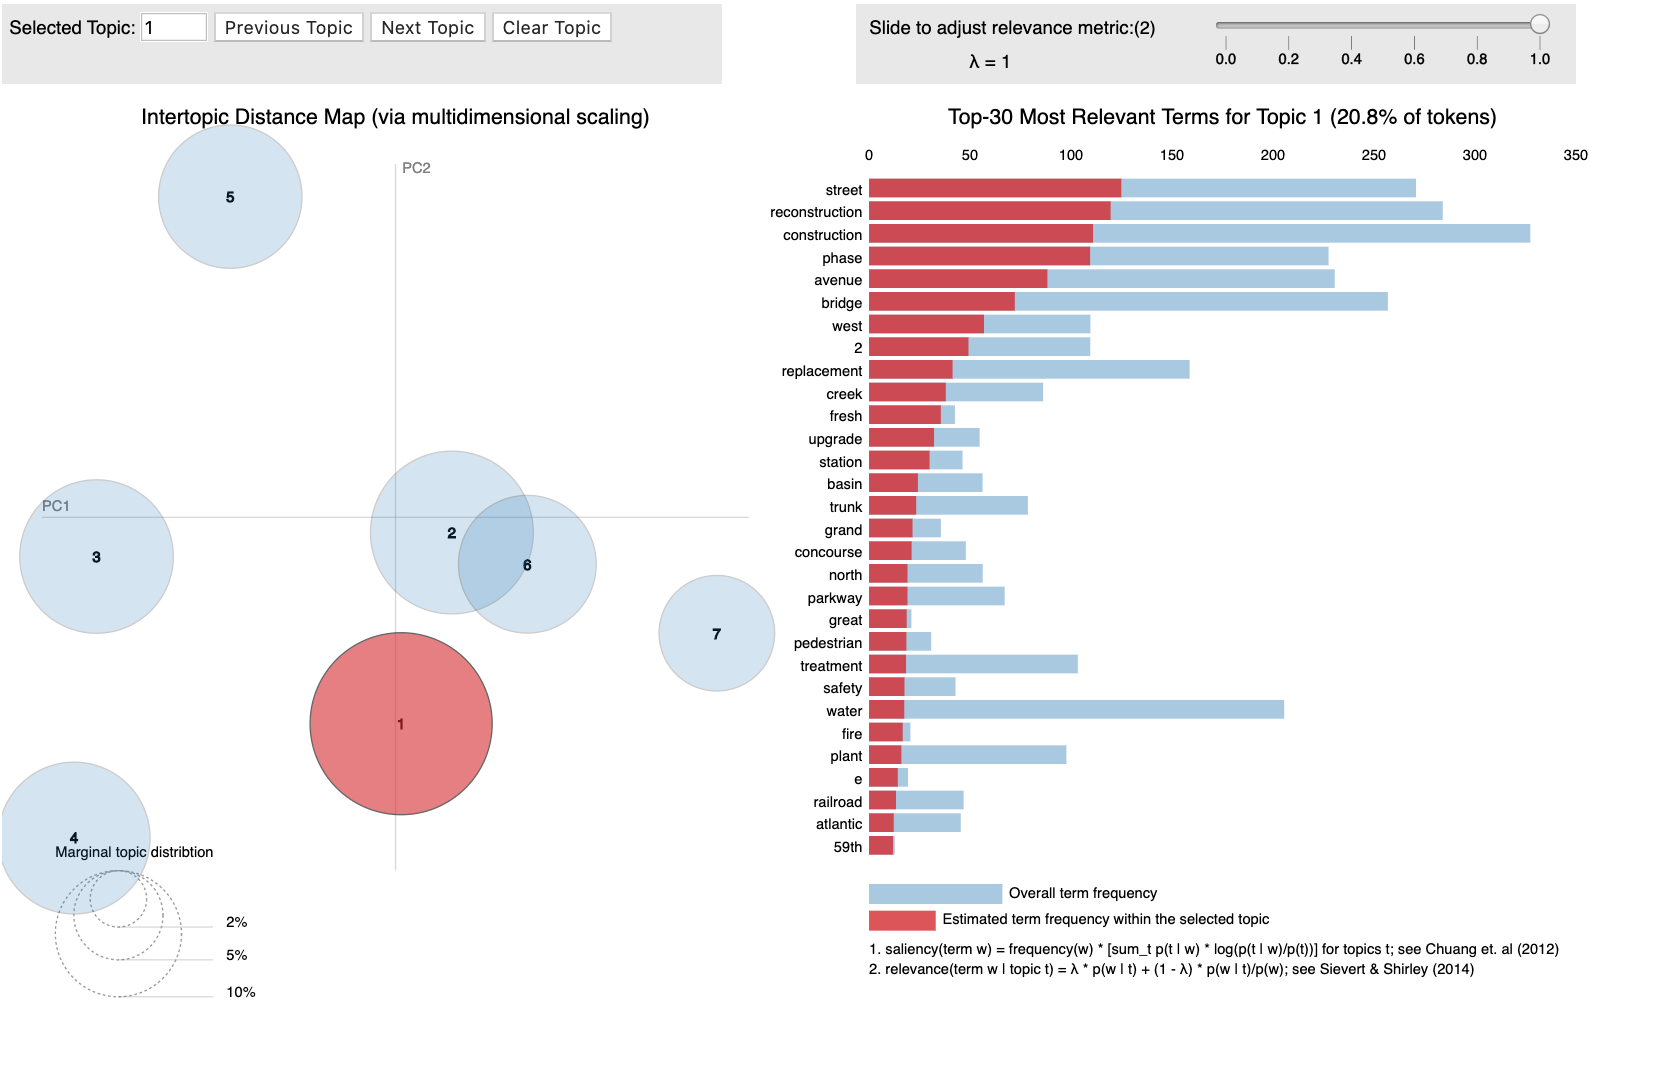 Selected Topic: 1 Previous Topic Next Topic Clear Topic
Slide to adjust relevance metric:(2)
λ = 1
0.0 0.2 0.4 0.6 0.8 1.0
Intertopic Distance Map (via multidimensional scaling)
PC2
PC1
5
2
3
6
7
1
4
Marginal topic distribtion
2%
5%
10%
Top-30 Most Relevant Terms for Topic 1 (20.8% of tokens)
0 50 100 150 200 250 300 350
street
reconstruction
construction
phase
avenue
bridge
west
2
replacement
creek
fresh
upgrade
station
basin
trunk
grand
concourse
north
parkway
great
pedestrian
treatment
safety
water
fire
plant
e
railroad
atlantic
59th
Overall term frequency
Estimated term frequency within the selected topic
1. saliency(term w) = frequency(w) * [sum_t p(t | w) * log(p(t | w)/p(t))] for topics t; see Chuang et. al (2012)
2. relevance(term w | topic t) = λ * p(w | t) + (1 - λ) * p(w | t)/p(w); see Sievert & Shirley (2014)